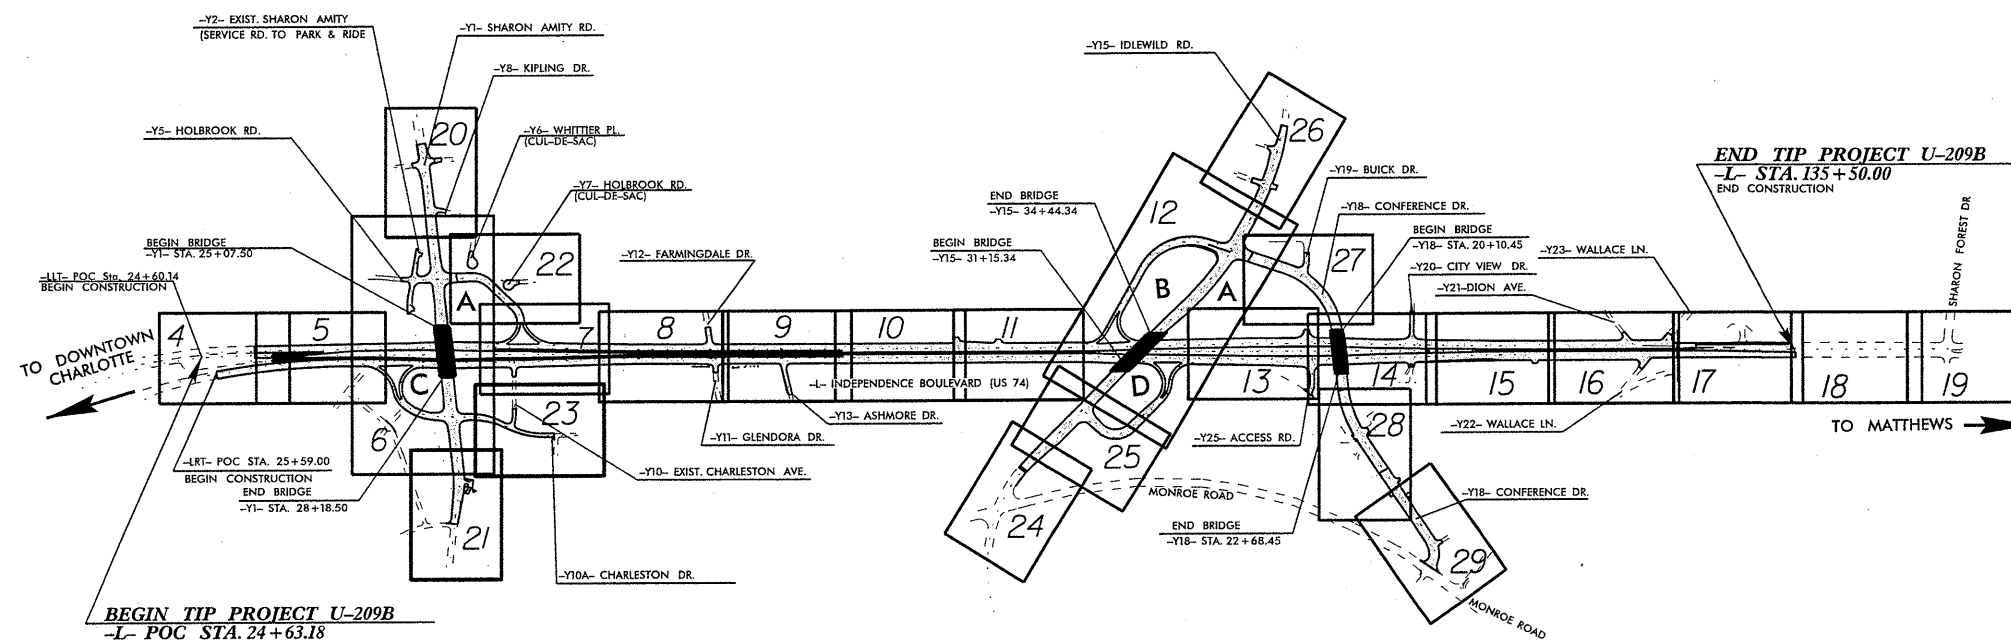 -Y2- EXIST. SHARON AMITY
(SERVICE RD. TO PARK & RIDE
-Y1- SHARON AMITY RD.
-Y8- KIPLING DR.
-Y15- IDLEWILD RD.
20
-Y5- HOLBROOK RD.
-Y6- WHITTIER PL.
(CUL-DE-SAC)
26
END TIP PROJECT U-209B
-L- STA. 135+50.00
END CONSTRUCTION
-Y19- BUICK DR.
-Y7- HOLBROOK RD.
(CUL-DE-SAC)
END BRIDGE
-Y15- 34+44.34
12
-Y18- CONFERENCE DR.
SHARON FOREST DR
BEGIN BRIDGE
-Y1- STA. 25+07.50
-Y12- FARMINGDALE DR.
BEGIN BRIDGE
-Y15- 31+15.34
BEGIN BRIDGE
-Y18- STA. 20+10.45
-Y23- WALLACE LN.
22
27
-LLT- POC Sta. 24+60.14
BEGIN CONSTRUCTION
-Y20- CITY VIEW DR.
-Y21-DION AVE.
A
B
A
4
5
7
8
9
10
11
TO DOWNTOWN
CHARLOTTE
C
-L- INDEPENDENCE BOULEVARD (US 74)
D
13
14
15
16
17
18
19
23
6
-Y13- ASHMORE DR.
-Y11- GLENDORA DR.
-Y25- ACCESS RD.
28
-Y22- WALLACE LN.
TO MATTHEWS
-LRT- POC STA. 25+59.00
BEGIN CONSTRUCTION
END BRIDGE
-Y1- STA. 28+18.50
-Y10- EXIST. CHARLESTON AVE.
25
MONROE ROAD
-Y18- CONFERENCE DR.
21
24
END BRIDGE
-Y18- STA. 22+68.45
29
-Y10A- CHARLESTON DR.
BEGIN TIP PROJECT U-209B
-L- POC STA. 24+63.18
MONROE ROAD